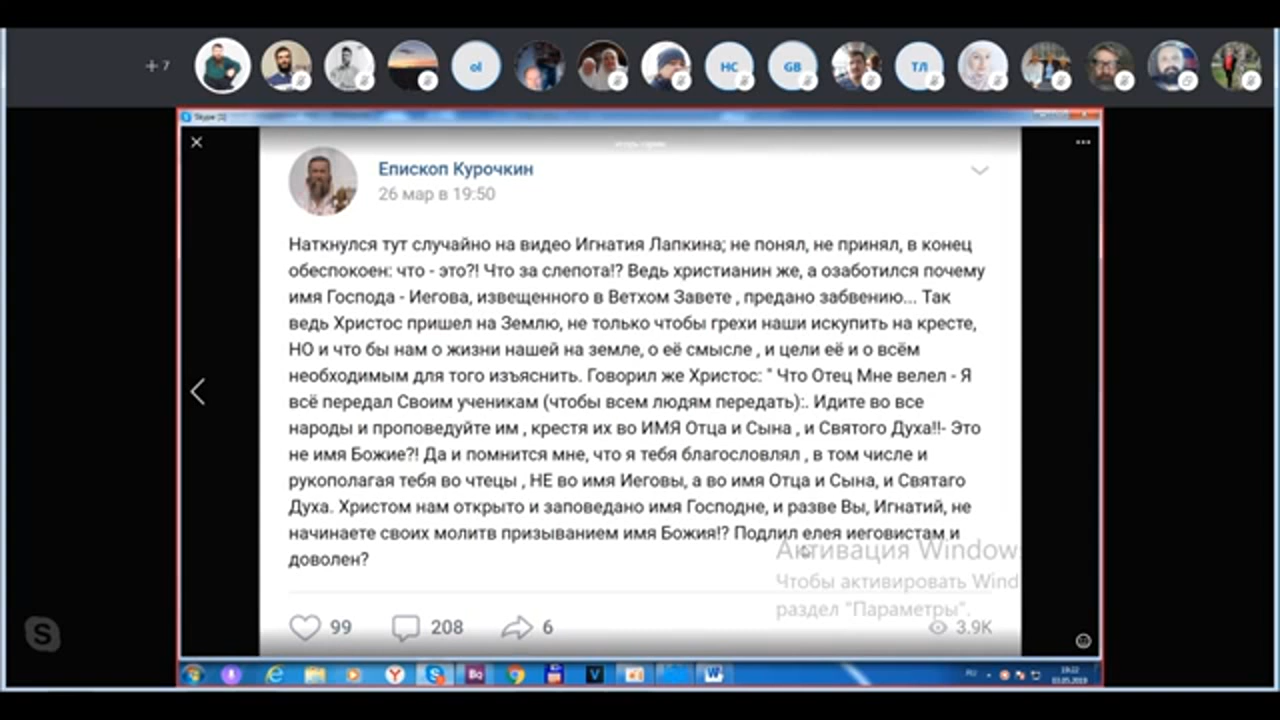 +7
ol
НС
GB
ТЛ
Skype [1]
Епископ Курочкин
26 мар в 19:50
Наткнулся тут случайно на видео Игнатия Лапкина; не понял, не принял, в конец
обеспокоен: что - это?! Что за слепота!? Ведь христианин же, а озаботился почему
имя Господа - Иегова, извещенного в Ветхом Завете , предано забвению... Так
ведь Христос пришел на Землю, не только чтобы грехи наши искупить на кресте,
НО и что бы нам о жизни нашей на земле, о её смысле , и цели её и о всём
необходимым для того изъяснить. Говорил же Христос: " Что Отец Мне велел - Я
всё передал Своим ученикам (чтобы всем людям передать):. Идите во все
народы и проповедуйте им , крестя их во ИМЯ Отца и Сына , и Святого Духа!!- Это
не имя Божие?! Да и помнится мне, что я тебя благословлял , в том числе и
рукополагая тебя во чтецы , НЕ во имя Иеговы, а во имя Отца и Сына, и Святаго
Духа. Христом нам открыто и заповедано имя Господне, и разве Вы, Игнатий, не
начинаете своих молитв призыванием имя Божия!? Подлил елея иеговистам и
доволен?
Активация Windows
Чтобы активировать Wind
раздел "Параметры".
99
208
6
3.9K
RU
19:22
03.05.2019